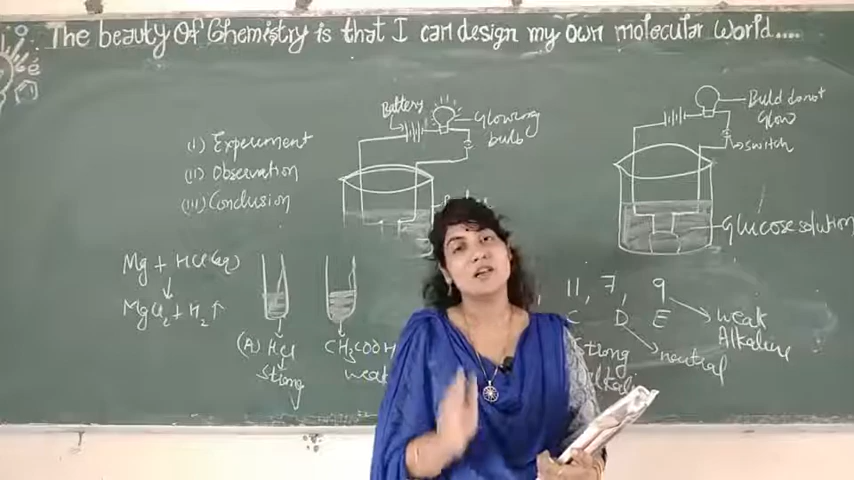 The beauty Of Chemistry is that I can design my own molecular world.....
(i) Experiment
(ii) Observation
(iii) Conclusion
Battery
Glowing
bulb
Buld donot
Glow
switch
Glucose solution
Mg + HCl(aq)
MgCl2 + H2 ↑
(A) HCl
strong
CH3COOH
weak
11, 7, 9
C D E
weak
Alkaline
neutral
Strong